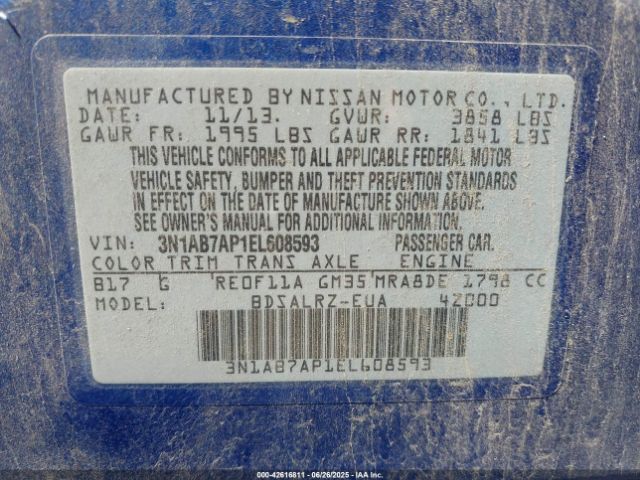 MANUFACTURED BY NISSAN MOTOR CO., LTD.
DATE: 11/13. GVWR: 3858 LBS
GAWR FR: 1995 LBS GAWR RR: 1841 LBS
THIS VEHICLE CONFORMS TO ALL APPLICABLE FEDERAL MOTOR
VEHICLE SAFETY, BUMPER AND THEFT PREVENTION STANDARDS
IN EFFECT ON THE DATE OF MANUFACTURE SHOWN ABOVE.
SEE OWNER'S MANUAL FOR ADDITIONAL INFORMATION.
VIN: 3N1AB7AP1EL608593 PASSENGER CAR.
COLOR TRIM TRANS AXLE ENGINE
B17 G RE0F11A GM35 MRA8DE 1798 CC
MODEL: BDSALRZ-EUA 42000
3N1AB7AP1EL608593
000-42616811 - 06/26/2025 - IAA